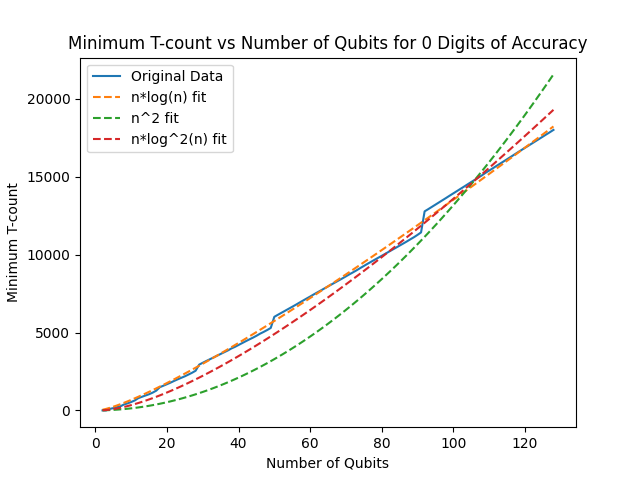 Minimum T-count vs Number of Qubits for 0 Digits of Accuracy
Original Data
n*log(n) fit
n^2 fit
n*log^2(n) fit
20000
15000
10000
5000
0
Minimum T-count
0 20 40 60 80 100 120
Number of Qubits